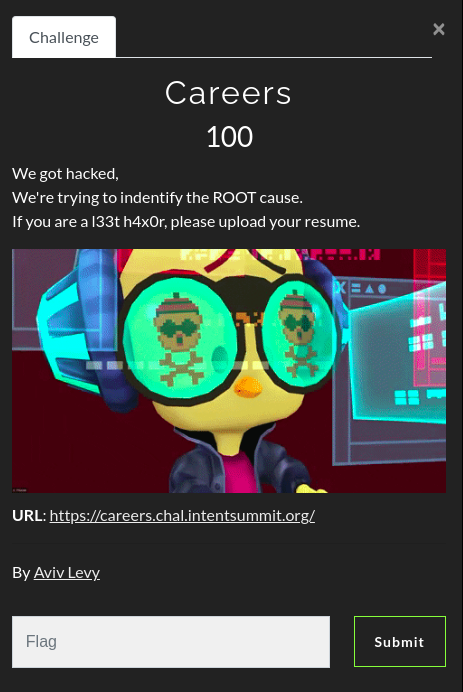 Challenge
×
Careers
100
We got hacked,
We're trying to indentify the ROOT cause.
If you are a l33t h4x0r, please upload your resume.
URL: https://careers.chal.intentsummit.org/
By Aviv Levy
Flag
Submit